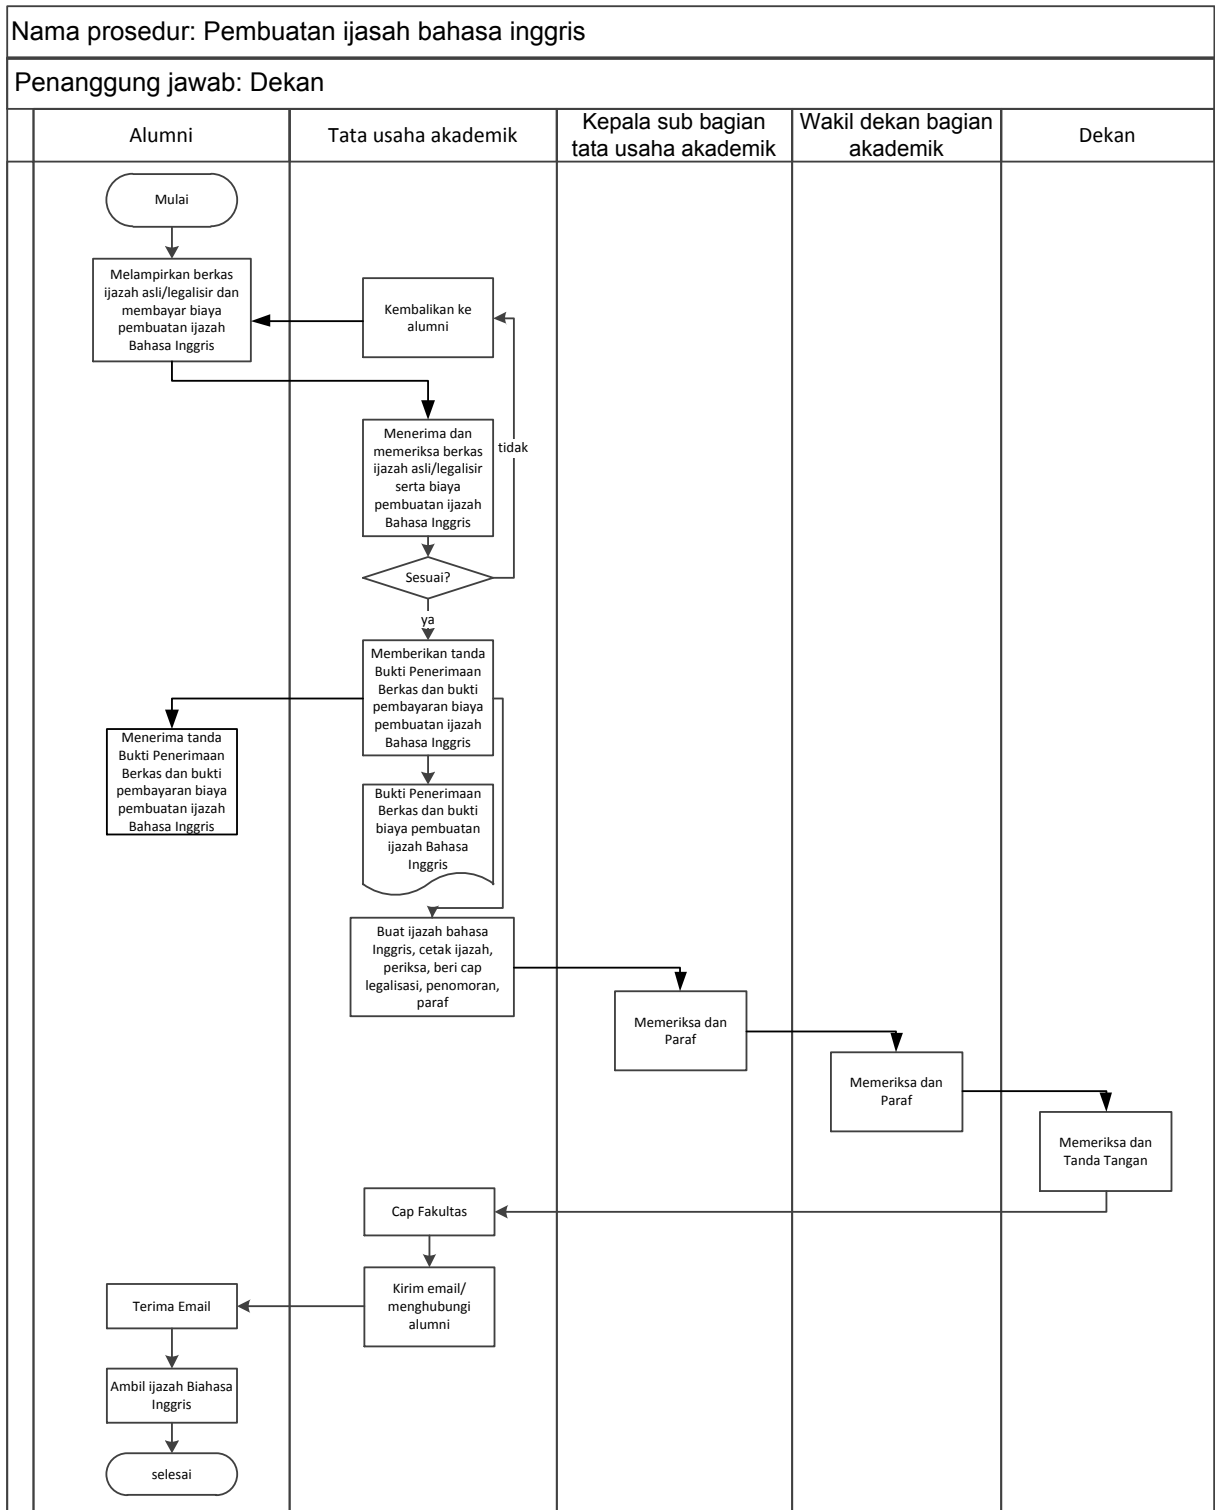 Nama prosedur: Pembuatan ijasah bahasa inggris
Penanggung jawab: Dekan
Alumni
Tata usaha akademik
Kepala sub bagian
tata usaha akademik
Wakil dekan bagian
akademik
Dekan
Mulai
Melampirkan berkas
ijazah asli/legalisir dan
membayar biaya
pembuatan ijazah
Bahasa Inggris
Kembalikan ke
alumni
Menerima dan
memeriksa berkas
ijazah asli/legalisir
serta biaya
pembuatan ijazah
Bahasa Inggris
tidak
Sesuai?
ya
Memberikan tanda
Bukti Penerimaan
Berkas dan bukti
pembayaran biaya
pembuatan ijazah
Bahasa Inggris
Menerima tanda
Bukti Penerimaan
Berkas dan bukti
pembayaran biaya
pembuatan ijazah
Bahasa Inggris
Bukti Penerimaan
Berkas dan bukti
biaya pembuatan
ijazah Bahasa
Inggris
Buat ijazah bahasa
Inggris, cetak ijazah,
periksa, beri cap
legalisasi, penomoran,
paraf
Memeriksa dan
Paraf
Memeriksa dan
Paraf
Memeriksa dan
Tanda Tangan
Cap Fakultas
Kirim email/
menghubungi
alumni
Terima Email
Ambil ijazah Biahasa
Inggris
selesai